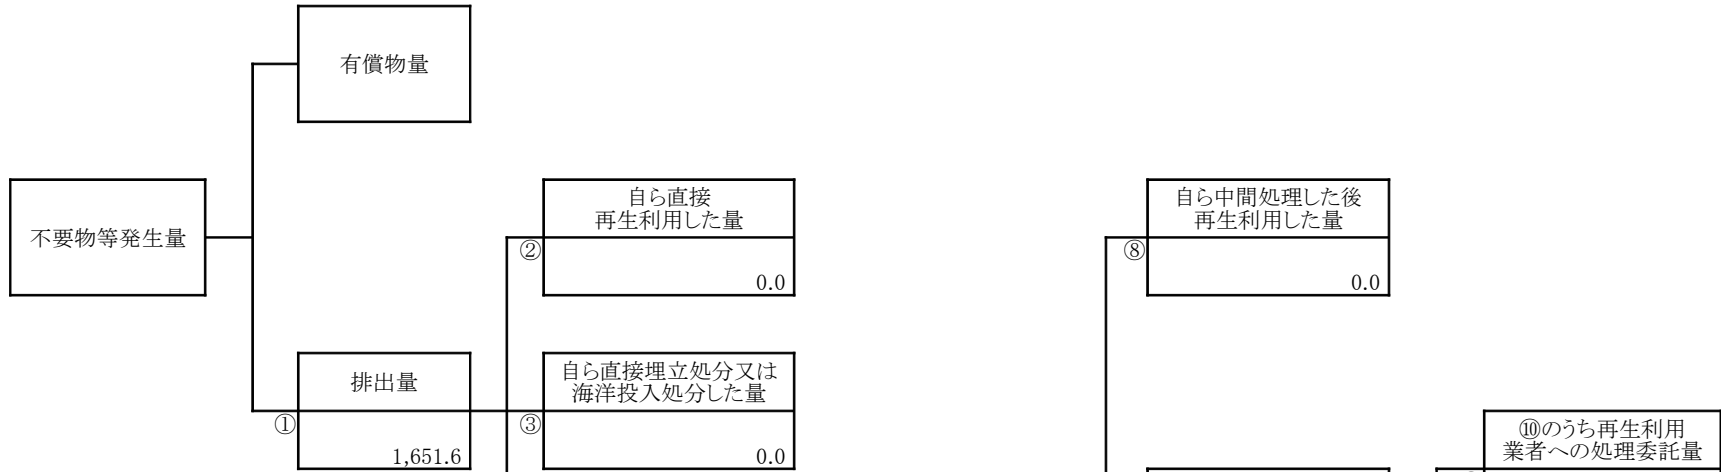 有償物量
不要物等発生量
自ら直接
再生利用した量
②
0.0
自ら中間処理した後
再生利用した量
⑧
0.0
排出量
①
1,651.6
自ら直接埋立処分又は
海洋投入処分した量
③
0.0
⑩のうち再生利用
業者への処理委託量